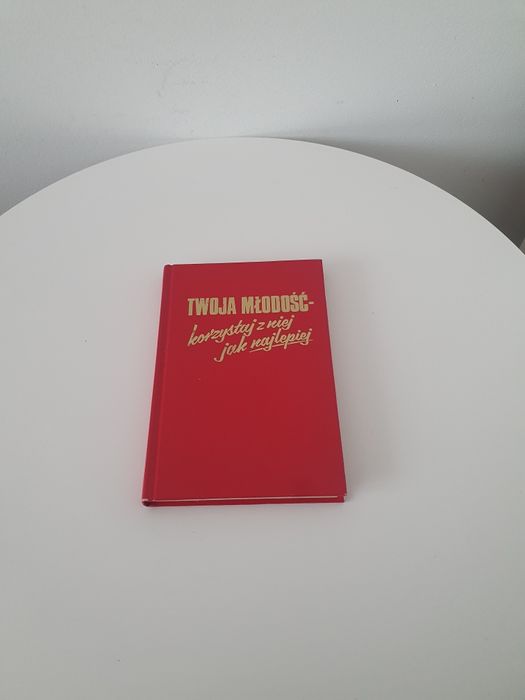 TWOJA MŁODOŚĆ-
korzystaj z niej
jak najlepiej